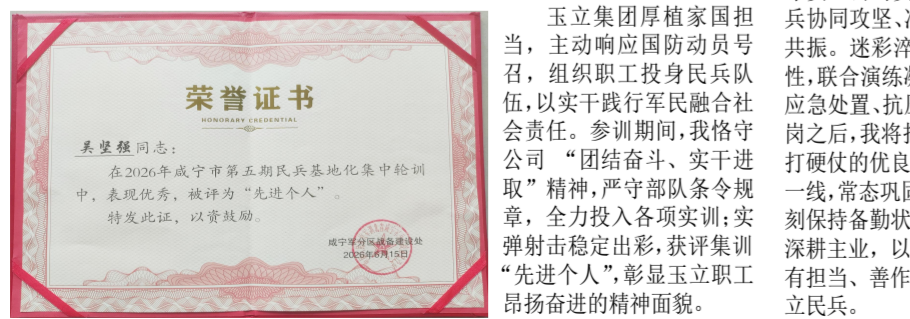 荣誉证书
HONORARY CREDENTIAL
吴坚强同志：
在2026年咸宁市第五期民兵基地化集中轮训
中，表现优秀，被评为“先进个人”。
特发此证，以资鼓励。
咸宁军分区战备建设处
2026年6月15日
玉立集团厚植家国担
当，主动响应国防动员号
召，组织职工投身民兵队
伍，以实干践行军民融合社
会责任。参训期间，我恪守
公司 “团结奋斗、实干进
取”精神，严守部队条令规
章，全力投入各项实训；实
弹射击稳定出彩，获评集训
“先进个人”，彰显玉立职工
昂扬奋进的精神面貌。
兵协同攻坚、
共振。迷彩淬
性，联合演练
应急处置、抗
岗之后，我将
打硬仗的优良
一线，常态巩固
刻保持备勤状
深耕主业，以
有担当、善作
立民兵。